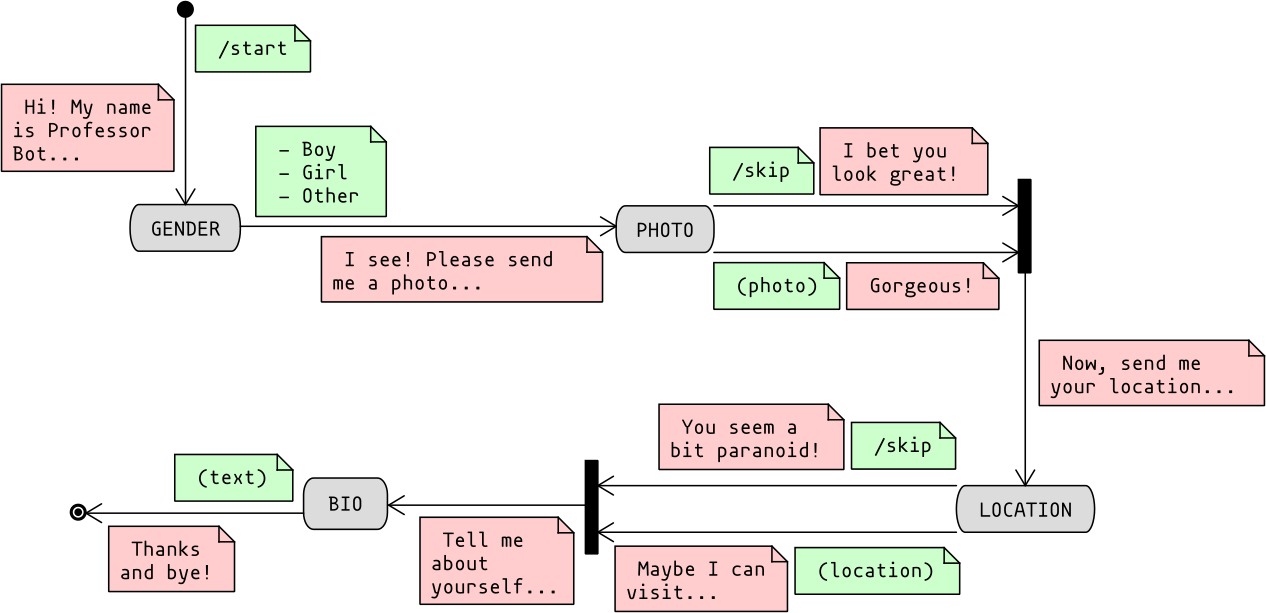 /start
Hi! My name
is Professor
Bot...
– Boy
– Girl
– Other
GENDER
I see! Please send
me a photo...
PHOTO
/skip
I bet you
look great!
(photo)
Gorgeous!
Now, send me
your location...
LOCATION
You seem a
bit paranoid!
/skip
Maybe I can
visit...
(location)
BIO
Tell me
about
yourself...
(text)
Thanks
and bye!